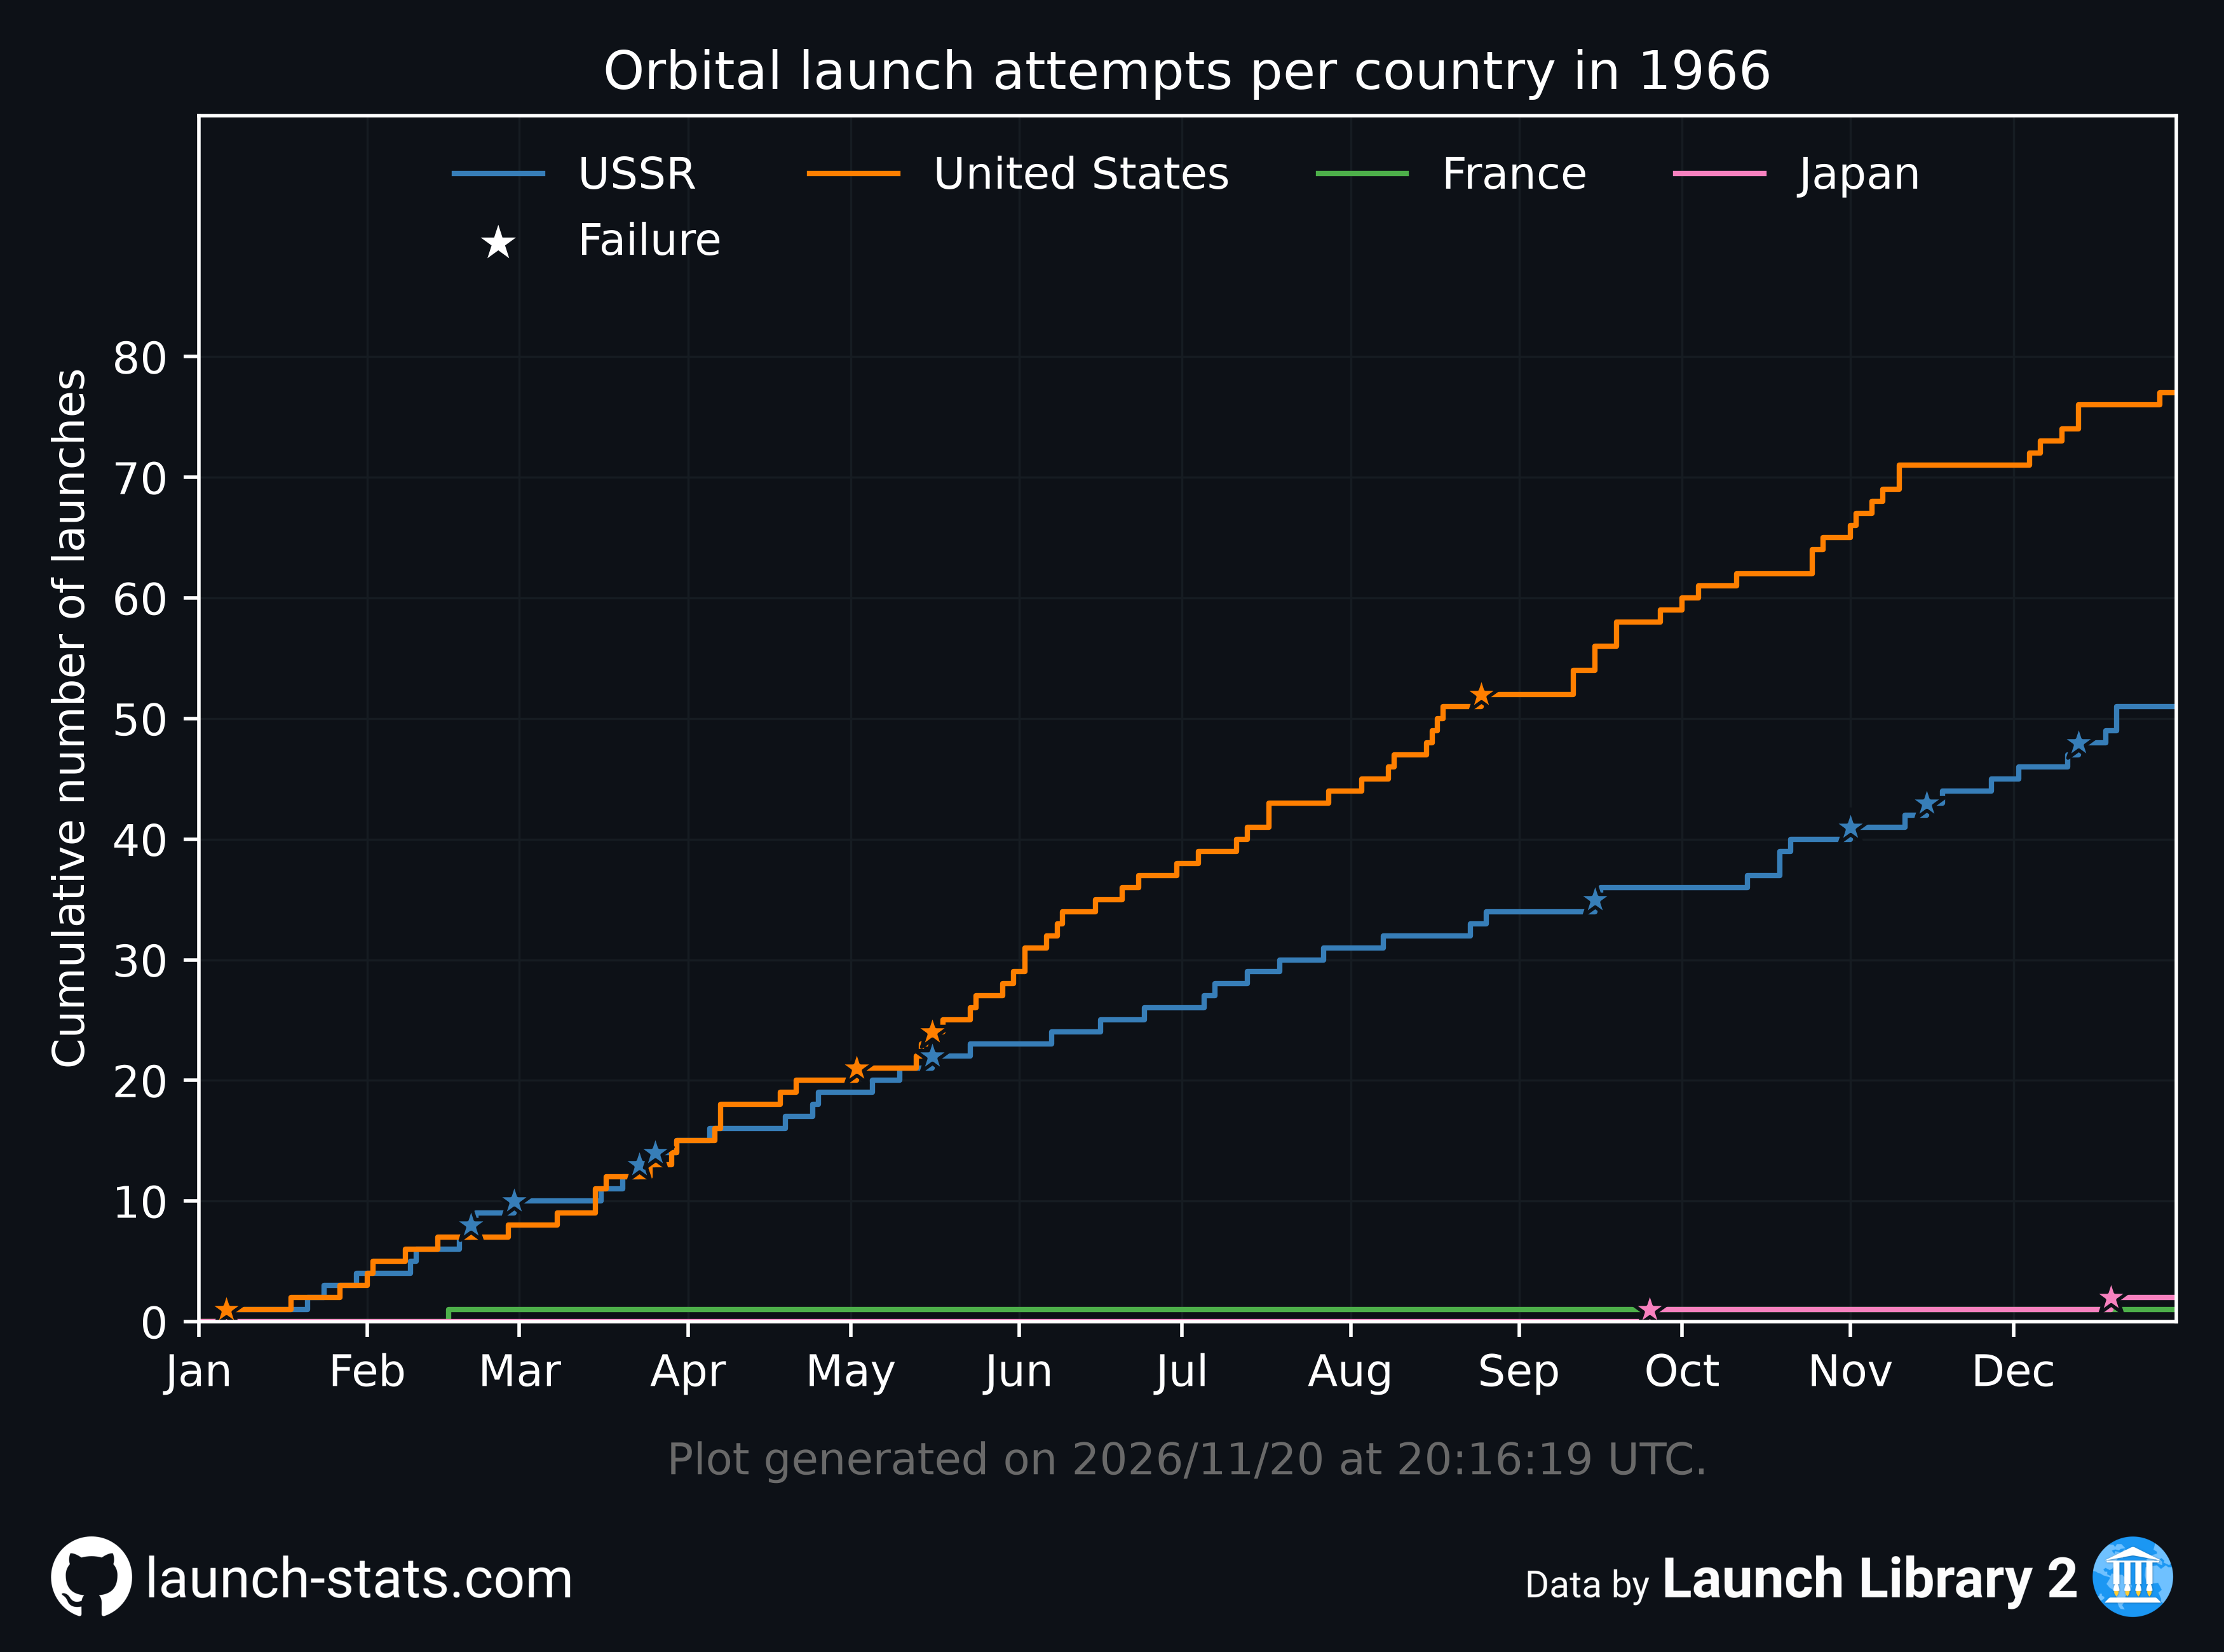 Orbital launch attempts per country in 1966
USSR United States France Japan
Failure
Cumulative number of launches
80
70
60
50
40
30
20
10
0
Jan Feb Mar Apr May Jun Jul Aug Sep Oct Nov Dec
Plot generated on 2026/11/20 at 20:16:19 UTC.
launch-stats.com
Data by Launch Library 2